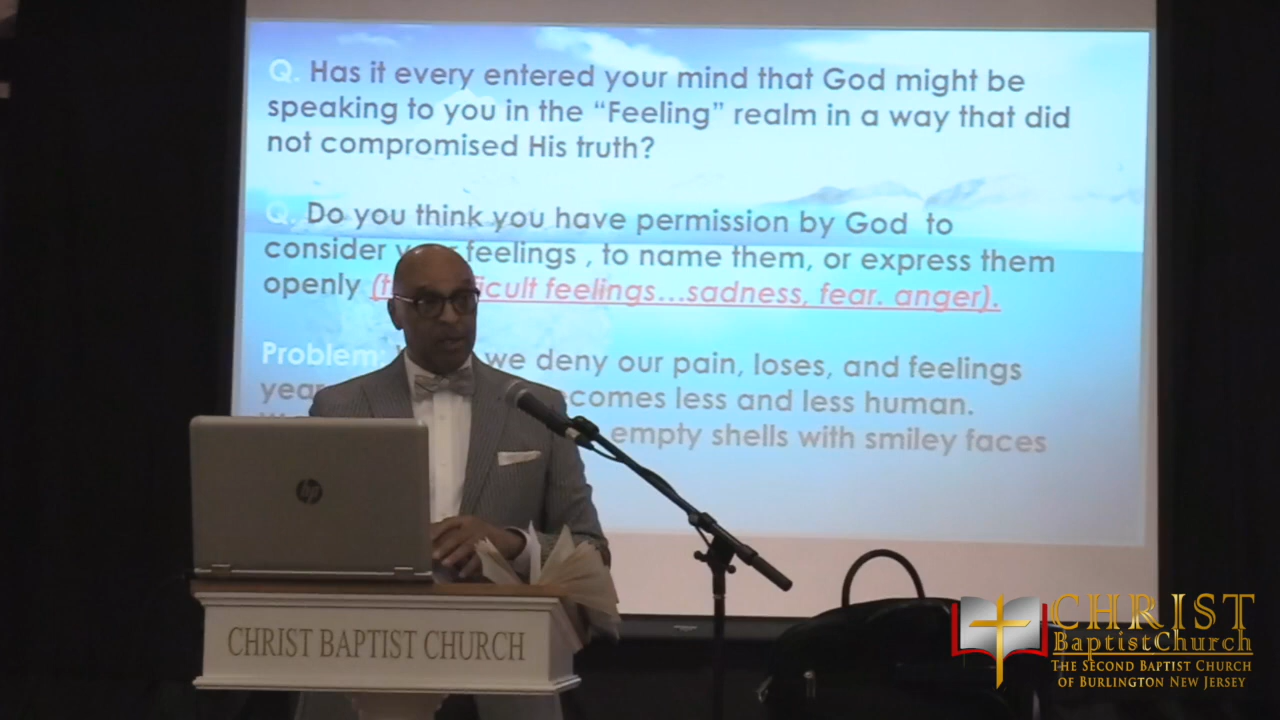 Q. Has it every entered your mind that God might be
speaking to you in the “Feeling” realm in a way that did
not compromised His truth?
Q. Do you think you have permission by God to
consider feelings , to name them, or express them
openly feelings...sadness, fear. anger).
Problem: we deny our pain, loses, and feelings
less and less human.
empty shells with smiley faces
hp
CHRIST BAPTIST CHURCH
CHRIST
BaptistChurch
THE SECOND BAPTIST CHURCH
OF BURLINGTON NEW JERSEY